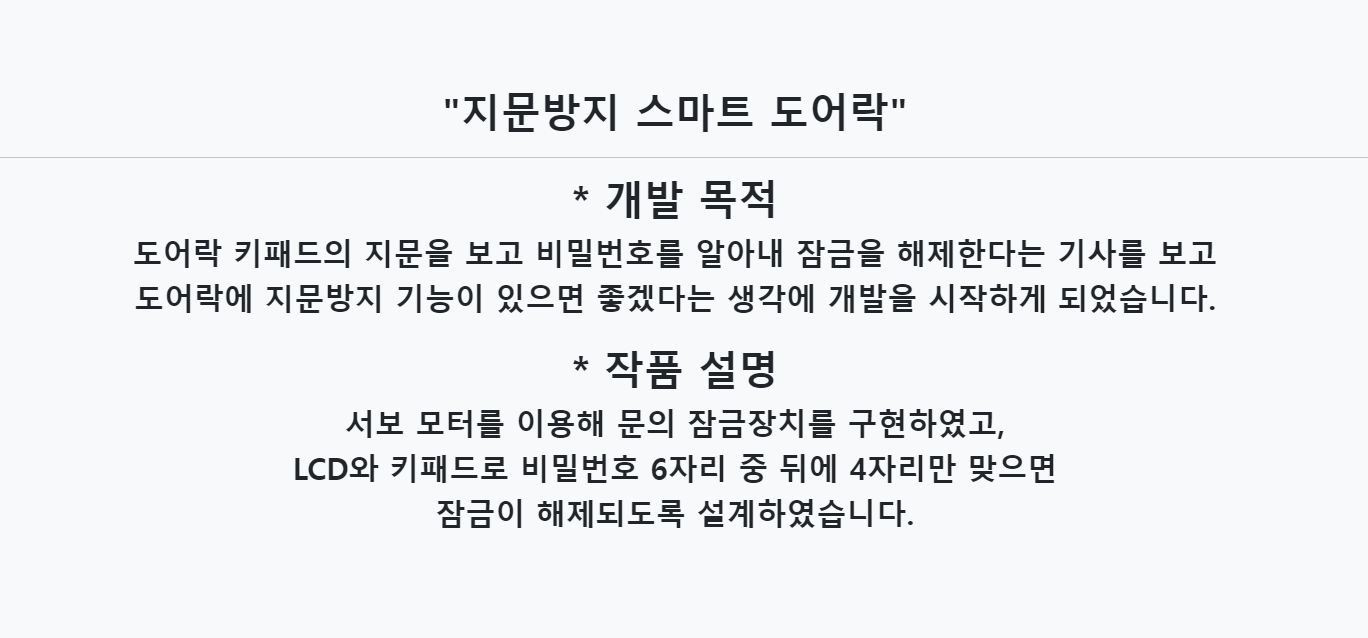 "지문방지 스마트 도어락"
* 개발 목적
도어락 키패드의 지문을 보고 비밀번호를 알아내 잠금을 해제한다는 기사를 보고
도어락에 지문방지 기능이 있으면 좋겠다는 생각에 개발을 시작하게 되었습니다.
* 작품 설명
서보 모터를 이용해 문의 잠금장치를 구현하였고,
LCD와 키패드로 비밀번호 6자리 중 뒤에 4자리만 맞으면
잠금이 해제되도록 설계하였습니다.